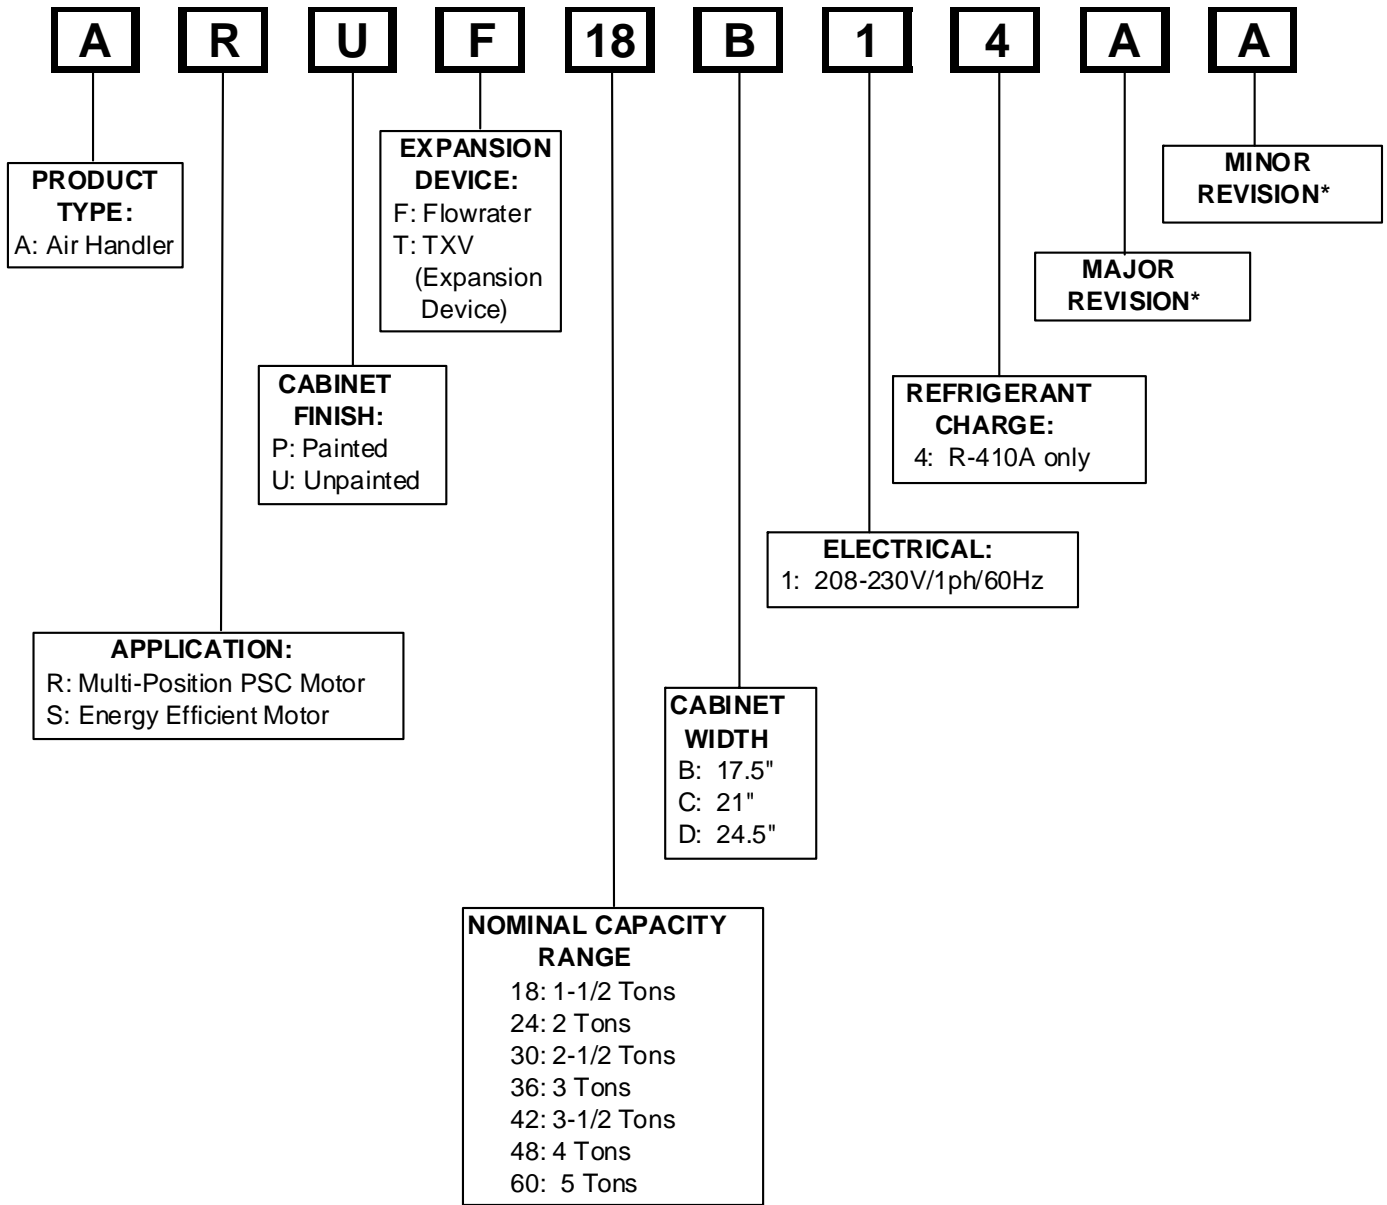 A R U F 18 B 1 4 A A
PRODUCT
TYPE:
A: Air Handler
EXPANSION
DEVICE:
F: Flowrater
T: TXV
(Expansion
Device)
MINOR
REVISION*
MAJOR
REVISION*
CABINET
FINISH:
P: Painted
U: Unpainted
REFRIGERANT
CHARGE:
4: R-410A only
ELECTRICAL:
1: 208-230V/1ph/60Hz
APPLICATION:
R: Multi-Position PSC Motor
S: Energy Efficient Motor
CABINET
WIDTH
B: 17.5"
C: 21"
D: 24.5"
NOMINAL CAPACITY
RANGE
18: 1-1/2 Tons
24: 2 Tons
30: 2-1/2 Tons
36: 3 Tons
42: 3-1/2 Tons
48: 4 Tons
60: 5 Tons